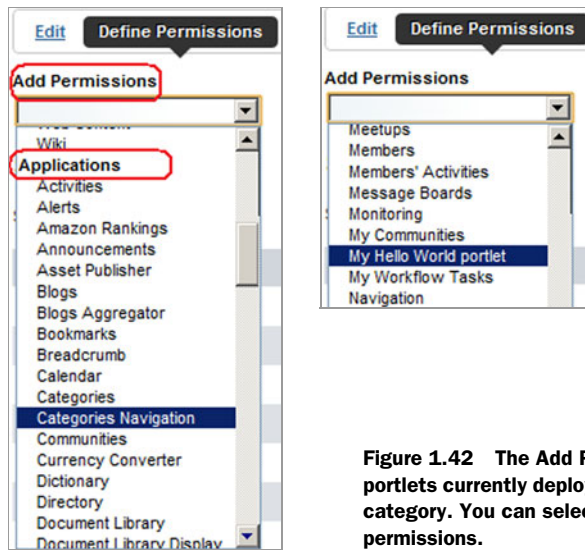 Edit Define Permissions
Add Permissions
Wiki
Applications
Activities
Alerts
Amazon Rankings
Announcements
Asset Publisher
Blogs
Blogs Aggregator
Bookmarks
Breadcrumb
Calendar
Categories
Categories Navigation
Communities
Currency Converter
Dictionary
Directory
Document Library
Document Library Display
Edit Define Permissions
Add Permissions
Meetups
Members
Members' Activities
Message Boards
Monitoring
My Communities
My Hello World portlet
My Workflow Tasks
Navigation
Figure 1.42 The Add
portlets currently
category. You can
permissions.